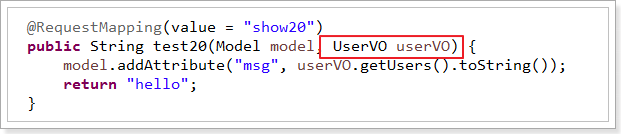 @RequestMapping(value = "show20")
public String test20(Model model, UserVO userVO) {
model.addAttribute("msg", userVO.getUsers().toString());
return "hello";
}